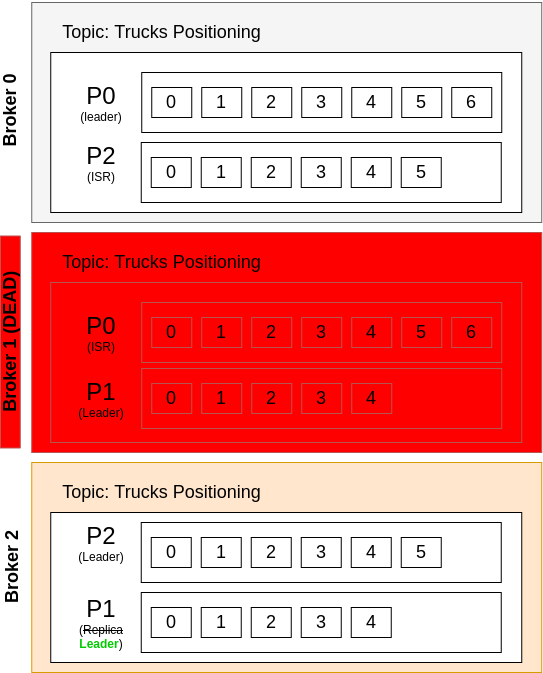 Broker 0
Topic: Trucks Positioning
P0
(leader)
0 1 2 3 4 5 6
P2
(ISR)
0 1 2 3 4 5
Broker 1 (DEAD)
Topic: Trucks Positioning
P0
(ISR)
0 1 2 3 4 5 6
P1
(Leader)
0 1 2 3 4
Broker 2
Topic: Trucks Positioning
P2
(Leader)
0 1 2 3 4 5
P1
(Replica
Leader)
0 1 2 3 4